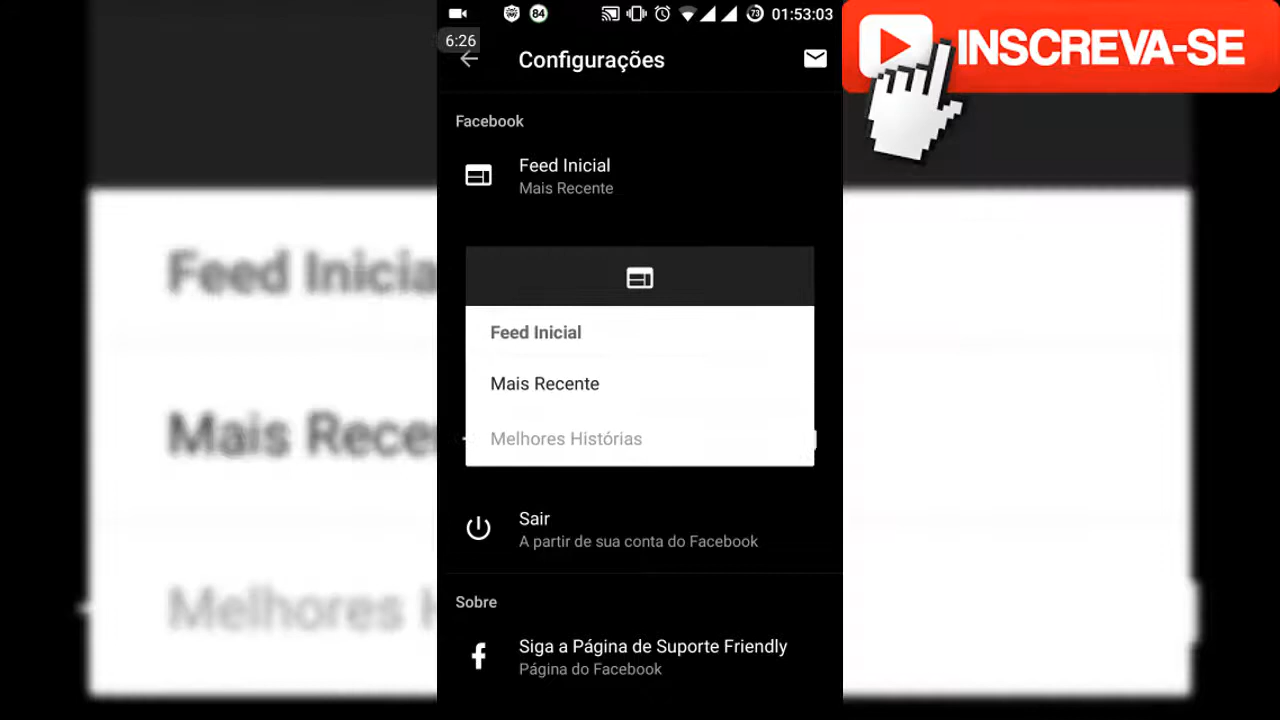 84
73
01:53:03
6:26
Configurações
INSCREVA-SE
Facebook
Feed Inicial
Mais Recente
Feed Inicial
Mais Recente
Melhores Histórias
Sair
A partir de sua conta do Facebook
Sobre
Siga a Página de Suporte Friendly
Página do Facebook
Feed Inicia
Mais Rece
Melhores H